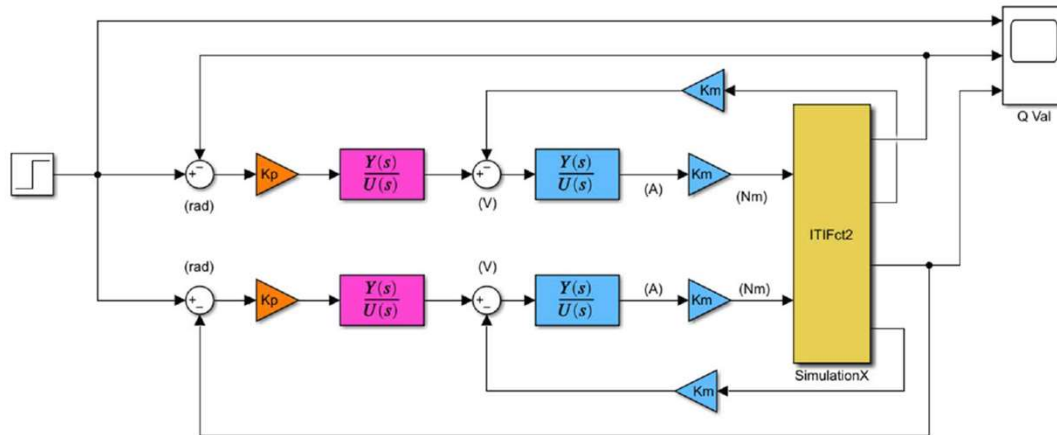 Km
Q Val
+
−
Kp
Y(s)
U(s)
+
−
Y(s)
U(s)
(A)
Km
(Nm)
(rad)
(V)
ITIFct2
(rad)
(V)
+
−
Kp
Y(s)
U(s)
+
−
Y(s)
U(s)
(A)
Km
(Nm)
SimulationX
Km